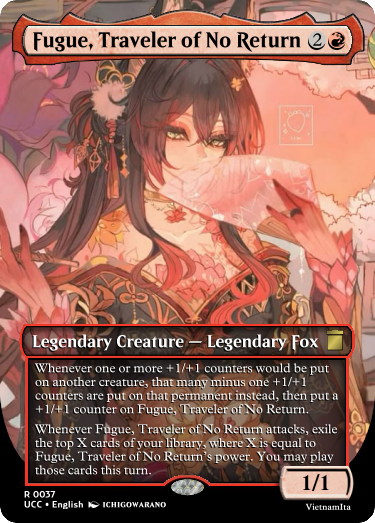 Fugue, Traveler of No Return 2
Legendary Creature — Legendary Fox
Whenever one or more +1/+1 counters would be put
on another creature, that many minus one +1/+1
counters are put on that permanent instead, then put a
+1/+1 counter on Fugue, Traveler of No Return.
Whenever Fugue, Traveler of No Return attacks, exile
the top X cards of your library, where X is equal to
Fugue, Traveler of No Return's power. You may play
those cards this turn.
1/1
R 0037
UCC • English ICHIGOWARANO
VietnamIta